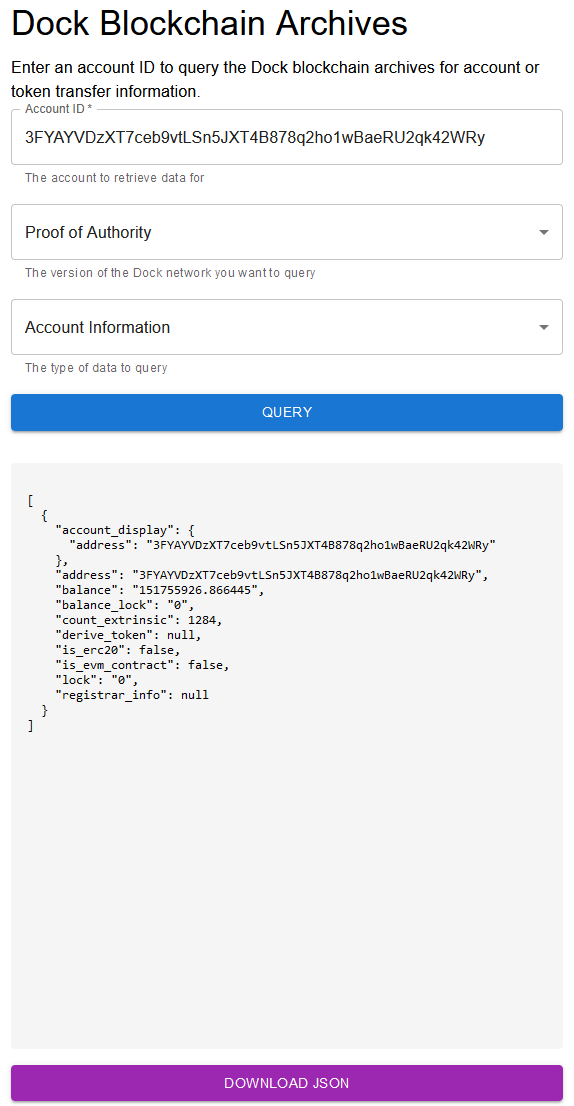 Dock Blockchain Archives
Enter an account ID to query the Dock blockchain archives for account or
token transfer information.
Account ID *
3FYAYVDzXT7ceb9vtLSn5JXT4B878q2ho1wBaeRU2qk42WRy
The account to retrieve data for
Proof of Authority
The version of the Dock network you want to query
Account Information
The type of data to query
QUERY
[
  {
    "account_display": {
      "address": "3FYAYVDzXT7ceb9vtLSn5JXT4B878q2ho1wBaeRU2qk42WRy"
    },
    "address": "3FYAYVDzXT7ceb9vtLSn5JXT4B878q2ho1wBaeRU2qk42WRy",
    "balance": "151755926.866445",
    "balance_lock": "0",
    "count_extrinsic": 1284,
    "derive_token": null,
    "is_erc20": false,
    "is_evm_contract": false,
    "lock": "0",
    "registrar_info": null
  }
]
DOWNLOAD JSON